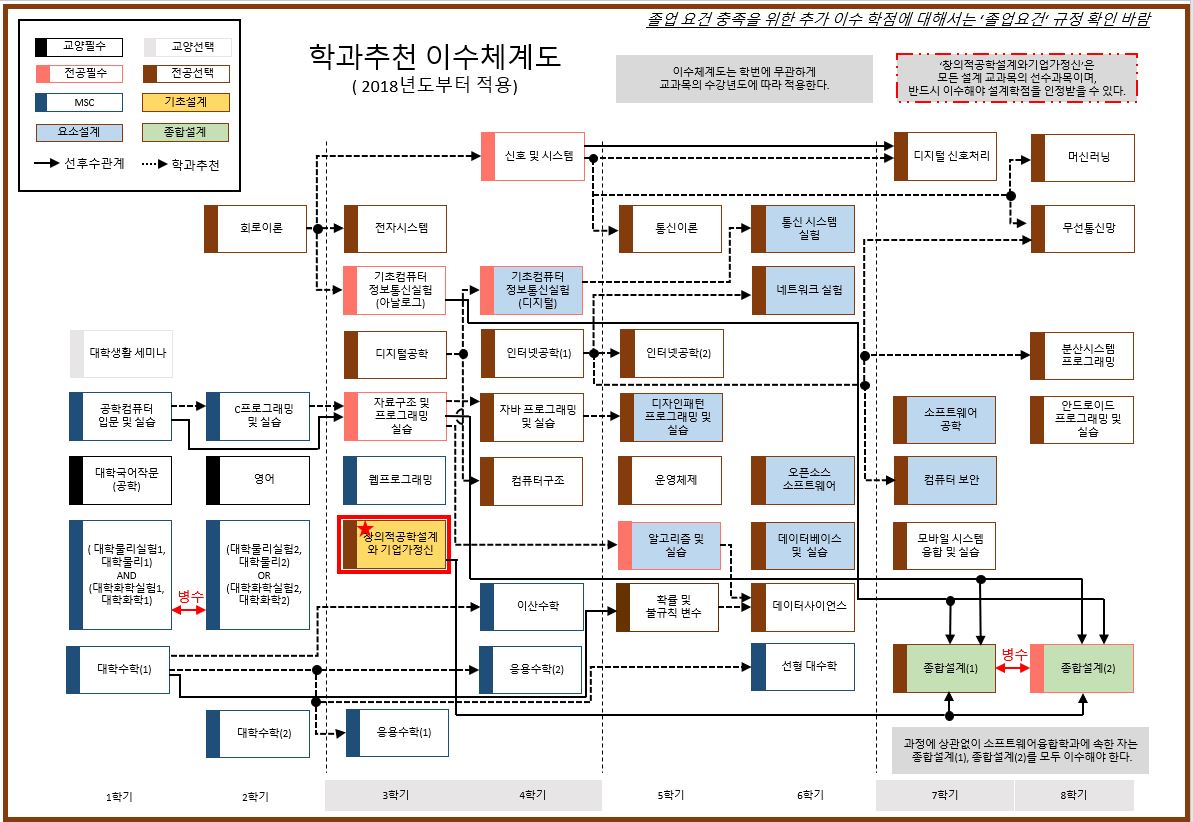 졸업 요건 충족을 위한 추가 이수 학점에 대해서는 ‘졸업요건‘ 규정 확인 바람
교양필수
교양선택
전공필수
전공선택
MSC
기초설계
요소설계
종합설계
선후수관계
학과추천
학과추천 이수체계도
( 2018년도부터 적용)
이수체계도는 학번에 무관하게
교과목의 수강년도에 따라 적용한다.
‘창의적공학설계와기업가정신’은
모든 설계 교과목의 선수과목이며,
반드시 이수해야 설계학점을 인정받을 수 있다.
신호 및 시스템
디지털 신호처리
머신러닝
회로이론
전자시스템
통신이론
통신 시스템
실험
무선통신망
기초컴퓨터
정보통신실험
(아날로그)
기초컴퓨터
정보통신실험
(디지털)
네트워크 실험
대학생활 세미나
디지털공학
인터넷공학(1)
인터넷공학(2)
분산시스템
프로그래밍
공학컴퓨터
입문 및 실습
C프로그래밍
및 실습
자료구조 및
프로그래밍
실습
자바 프로그래밍
및 실습
디자인패턴
프로그래밍 및
실습
소프트웨어
공학
안드로이드
프로그래밍 및
실습
대학국어작문
(공학)
영어
웹프로그래밍
컴퓨터구조
운영체제
오픈소스
소프트웨어
컴퓨터 보안
( 대학물리실험1,
대학물리1)
AND
(대학화학실험1,
대학화학1)
병수
(대학물리실험2,
대학물리2)
OR
(대학화학실험2,
대학화학2)
창의적공학설계
와 기업가정신
알고리즘 및
실습
데이터베이스
및 실습
모바일 시스템
융합 및 실습
이산수학
확률 및
불규칙 변수
데이터사이언스
대학수학(1)
응용수학(2)
선형 대수학
종합설계(1)
병수
종합설계(2)
대학수학(2)
응용수학(1)
과정에 상관없이 소프트웨어융합학과에 속한 자는
종합설계(1), 종합설계(2)를 모두 이수해야 한다.
1학기
2학기
3학기
4학기
5학기
6학기
7학기
8학기